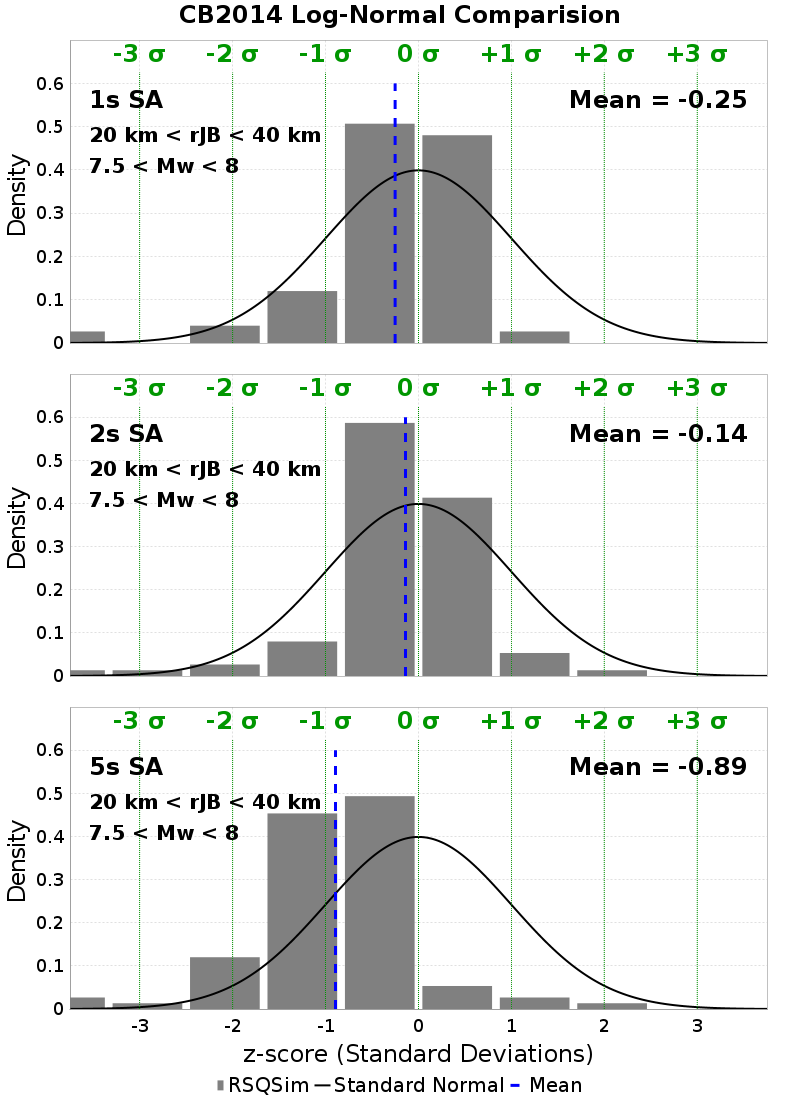 CB2014 Log-Normal Comparision
-3 σ -2 σ -1 σ 0 σ +1 σ +2 σ +3 σ
1s SA
Mean = -0.25
20 km < rJB < 40 km
7.5 < Mw < 8
Density
0.6
0.5
0.4
0.3
0.2
0.1
0
-3 σ -2 σ -1 σ 0 σ +1 σ +2 σ +3 σ
2s SA
Mean = -0.14
20 km < rJB < 40 km
7.5 < Mw < 8
Density
0.6
0.5
0.4
0.3
0.2
0.1
0
-3 σ -2 σ -1 σ 0 σ +1 σ +2 σ +3 σ
5s SA
Mean = -0.89
20 km < rJB < 40 km
7.5 < Mw < 8
Density
0.6
0.5
0.4
0.3
0.2
0.1
0
-3 -2 -1 0 1 2 3
z-score (Standard Deviations)
RSQSim Standard Normal Mean